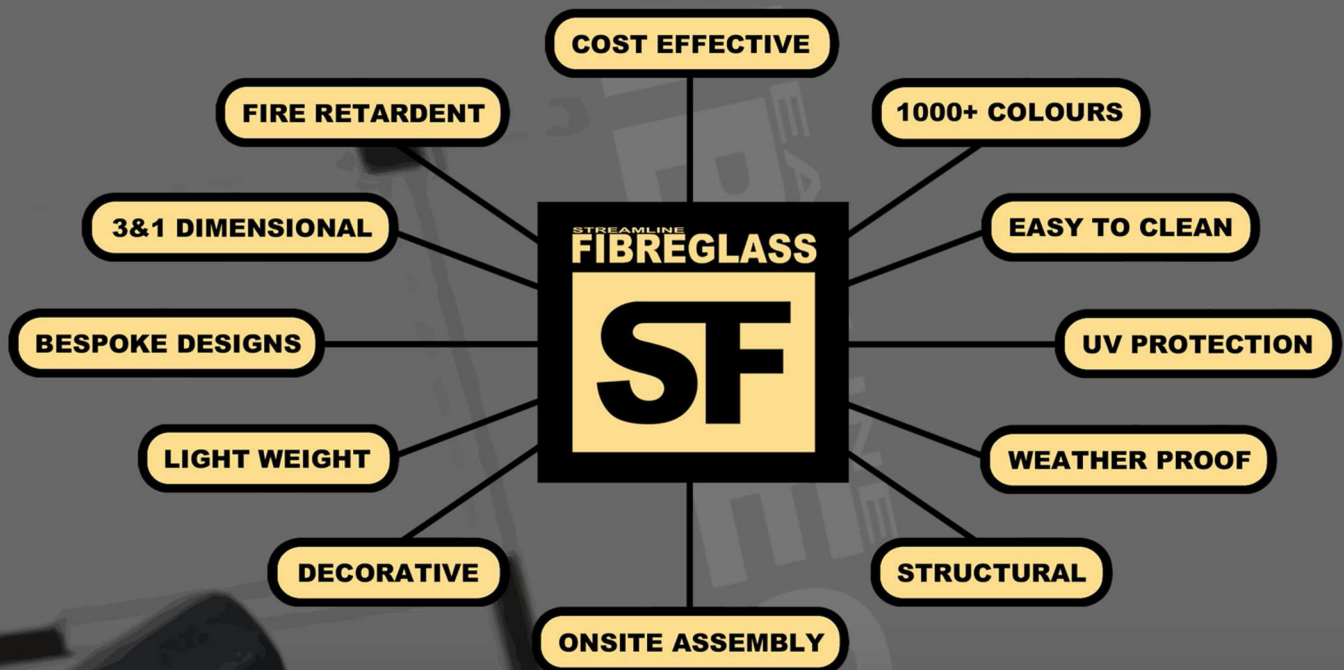 COST EFFECTIVE
FIRE RETARDENT
1000+ COLOURS
3&1 DIMENSIONAL
EASY TO CLEAN
STREAMLINE
FIBREGLASS
SF
BESPOKE DESIGNS
UV PROTECTION
LIGHT WEIGHT
WEATHER PROOF
DECORATIVE
STRUCTURAL
ONSITE ASSEMBLY